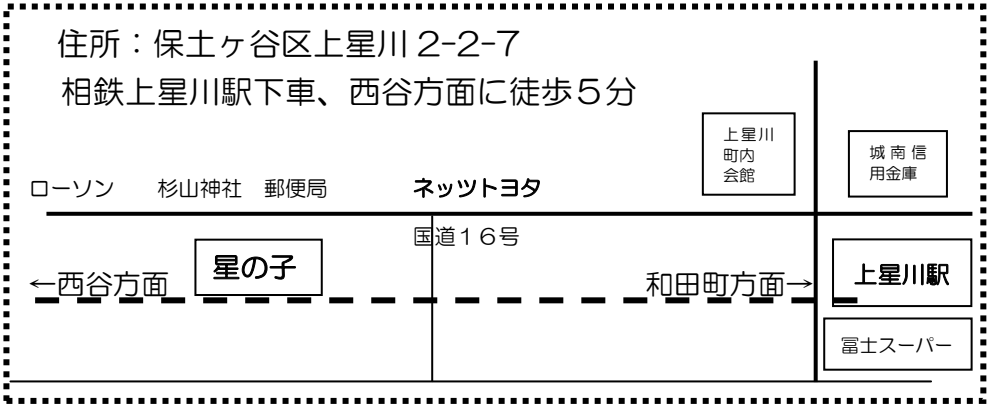 住所：保土ヶ谷区上星川２-２-７
相鉄上星川駅下車、西谷方面に徒歩５分
上星川
町内
会館
城南信
用金庫
ローソン　杉山神社　郵便局　ネッツトヨタ
国道１６号
星の子
←西谷方面
和田町方面→
上星川駅
冨士スーパー